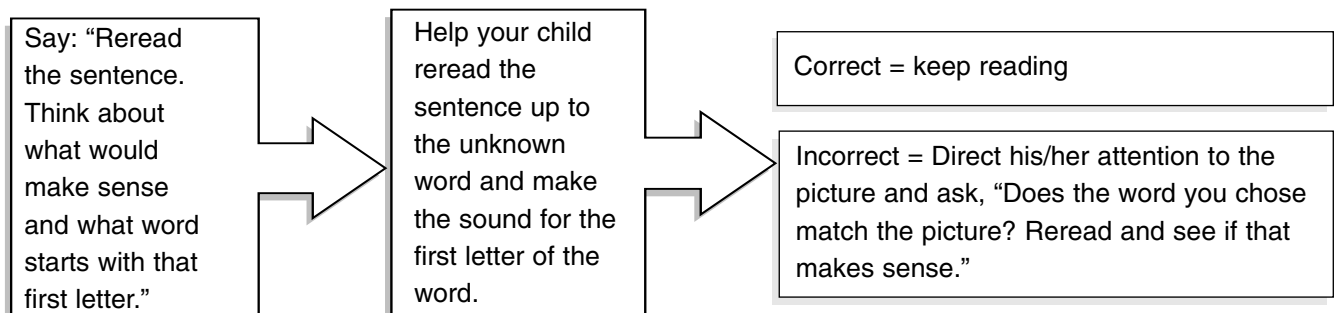 Say: “Reread
the sentence.
Think about
what would
make sense
and what word
starts with that
first letter.”
Help your child
reread the
sentence up to
the unknown
word and make
the sound for the
first letter of the
word.
Correct = keep reading
Incorrect = Direct his/her attention to the
picture and ask, “Does the word you chose
match the picture? Reread and see if that
makes sense.”